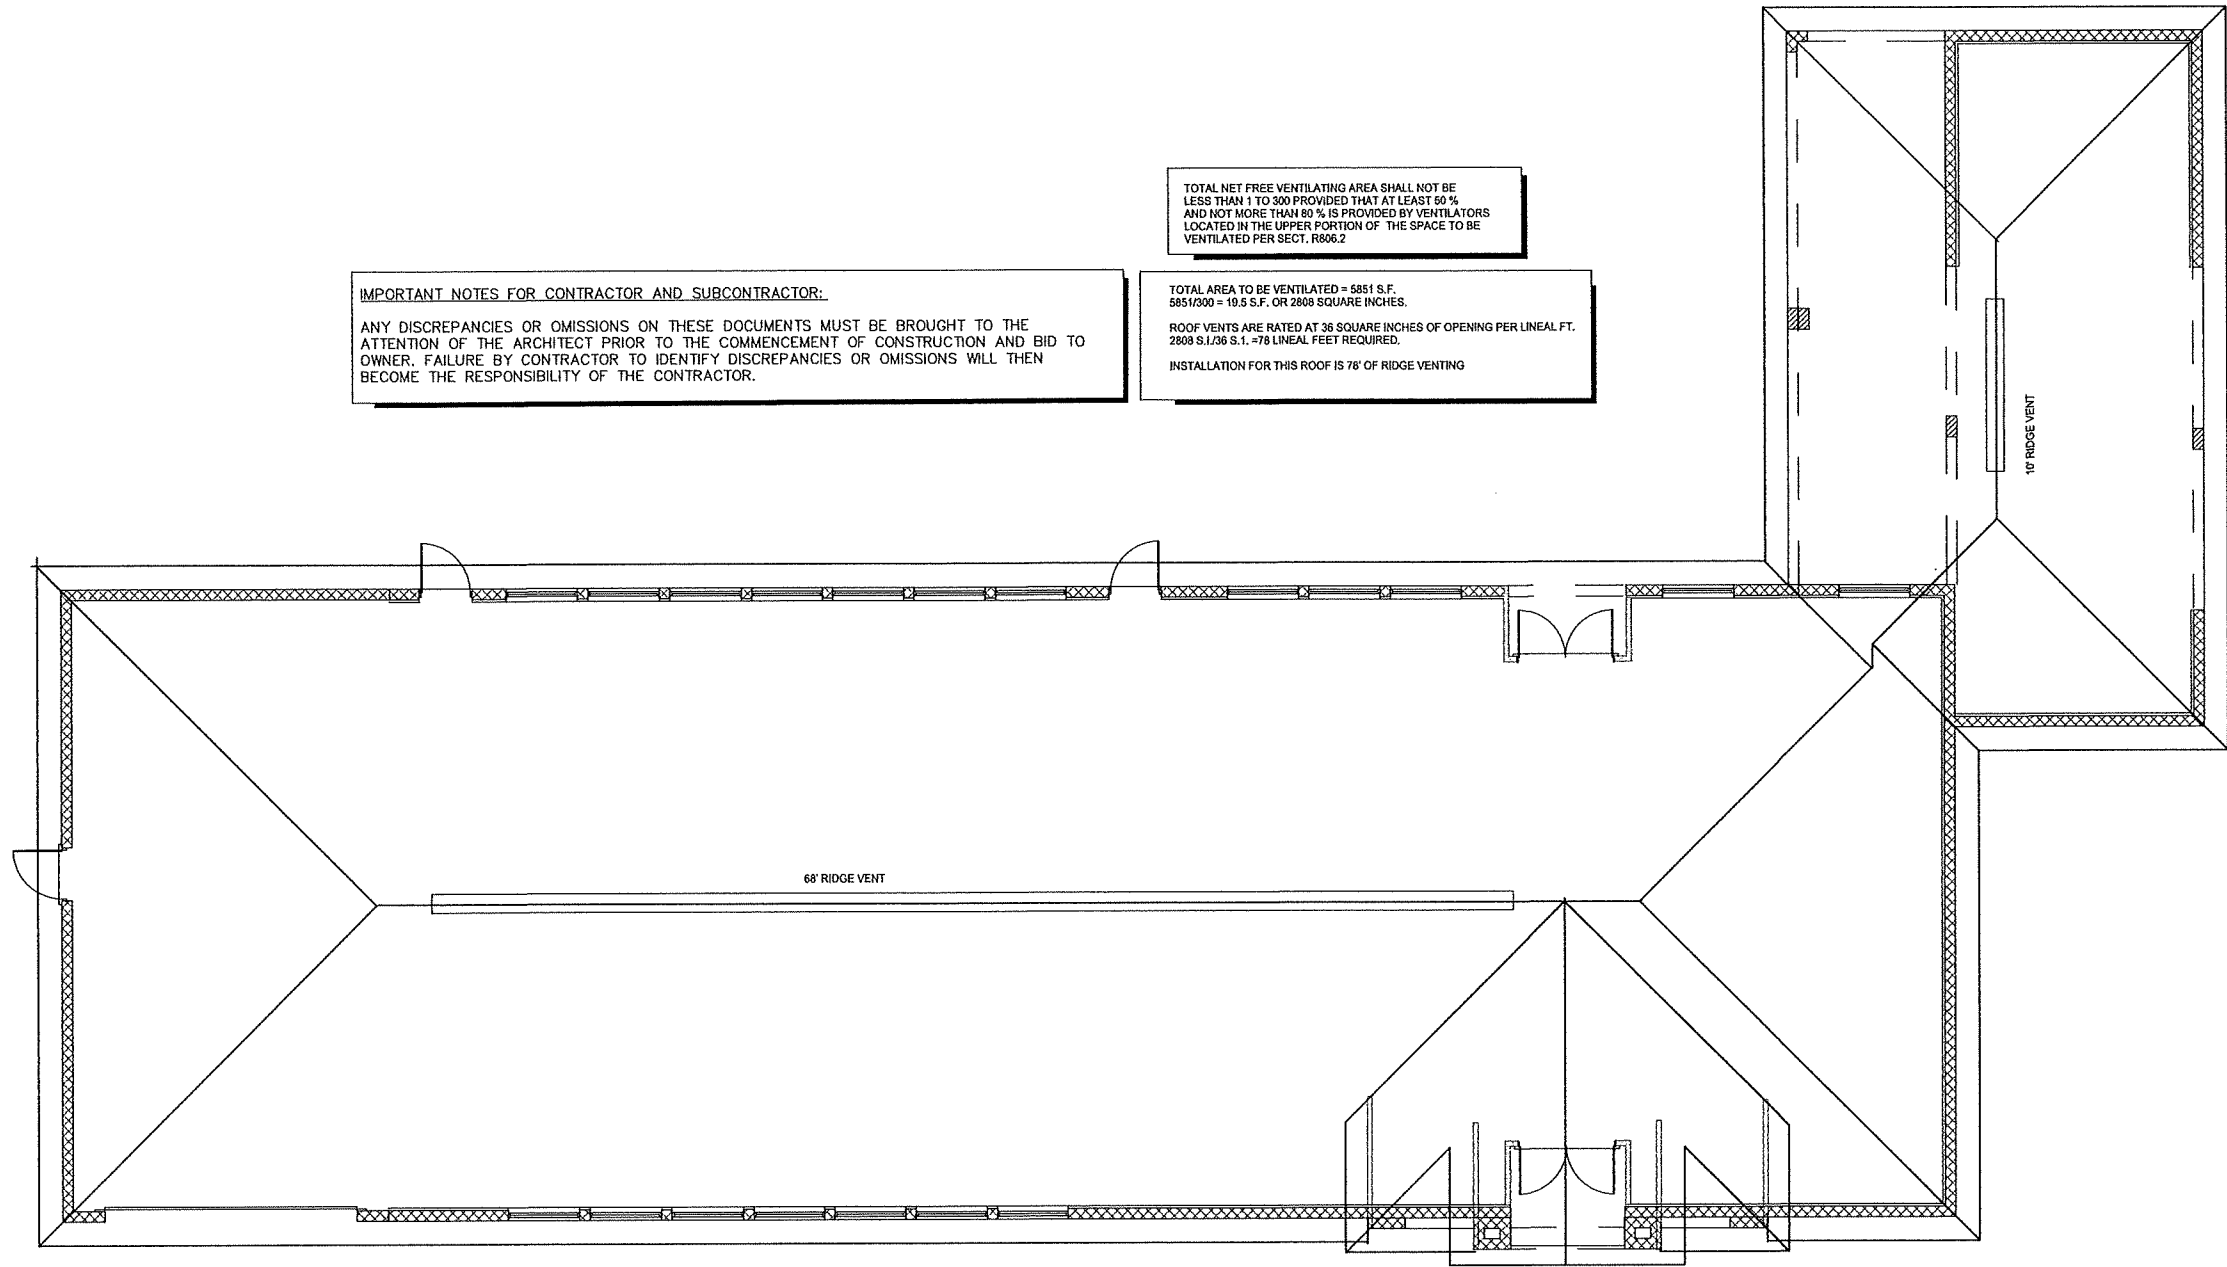 TOTAL NET FREE VENTILATING AREA SHALL NOT BE
LESS THAN 1 TO 300 PROVIDED THAT AT LEAST 50 %
AND NOT MORE THAN 80 % IS PROVIDED BY VENTILATORS
LOCATED IN THE UPPER PORTION OF THE SPACE TO BE
VENTILATED PER SECT. R806.2
IMPORTANT NOTES FOR CONTRACTOR AND SUBCONTRACTOR:
ANY DISCREPANCIES OR OMISSIONS ON THESE DOCUMENTS MUST BE BROUGHT TO THE
ATTENTION OF THE ARCHITECT PRIOR TO THE COMMENCEMENT OF CONSTRUCTION AND BID TO
OWNER. FAILURE BY CONTRACTOR TO IDENTIFY DISCREPANCIES OR OMISSIONS WILL THEN
BECOME THE RESPONSIBILITY OF THE CONTRACTOR.
TOTAL AREA TO BE VENTILATED = 5851 S.F.
5851/300 = 19.5 S.F. OR 2808 SQUARE INCHES.
ROOF VENTS ARE RATED AT 36 SQUARE INCHES OF OPENING PER LINEAL FT.
2808 S.I./36 S.1. =78 LINEAL FEET REQUIRED.
INSTALLATION FOR THIS ROOF IS 78' OF RIDGE VENTING
10' RIDGE VENT
68' RIDGE VENT